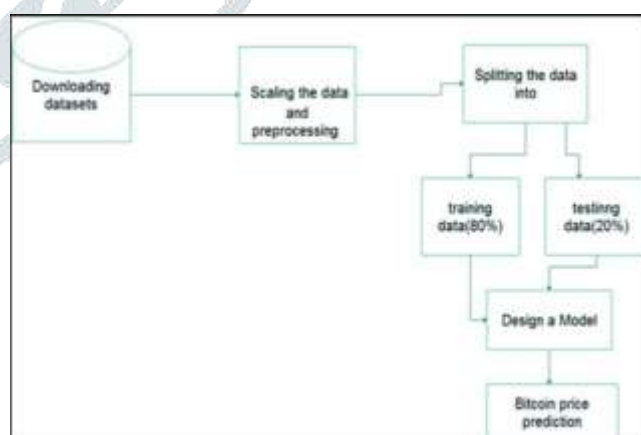 Downloading
datasets
Scaling the data
and
preprocessing
Splitting the data
into
training
data(80%)
testinng
data(20%)
Design a Model
Bitcoin price
prediction